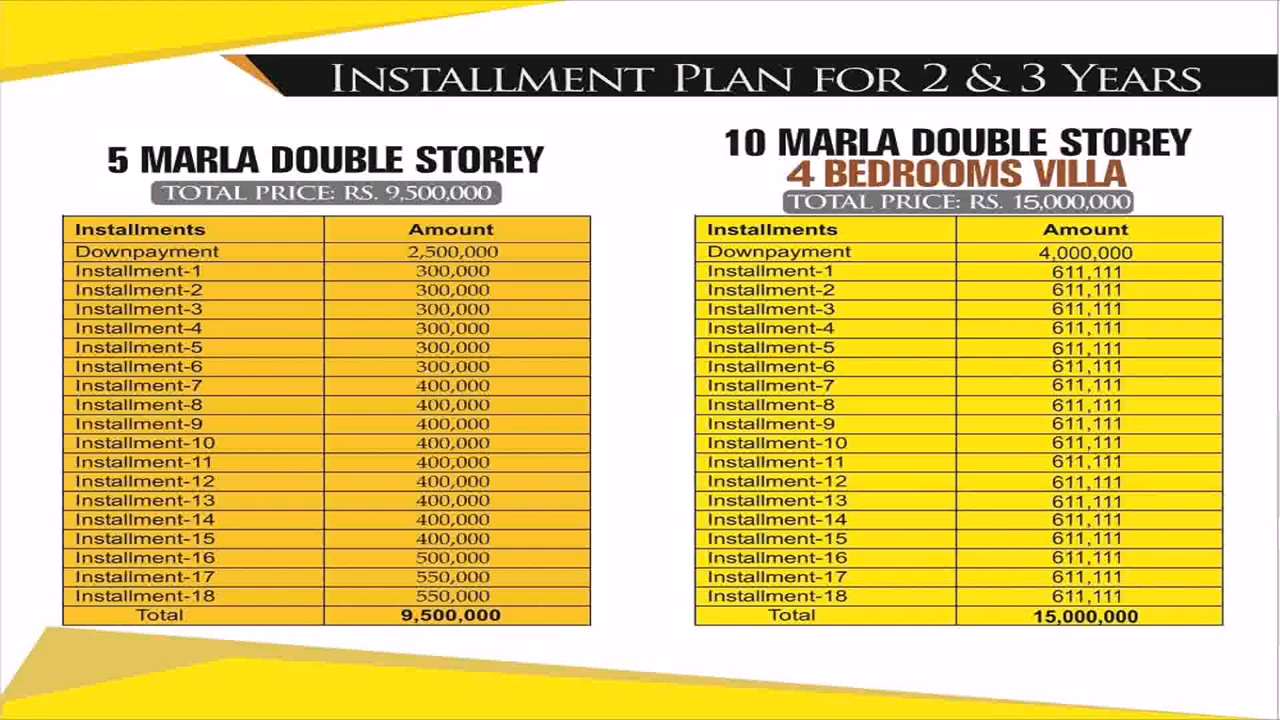 INSTALLMENT PLAN FOR 2 & 3 YEARS
5 MARLA DOUBLE STOREY
TOTAL PRICE: RS. 9,500,000
Installments Amount
Downpayment 2,500,000
Installment-1 300,000
Installment-2 300,000
Installment-3 300,000
Installment-4 300,000
Installment-5 300,000
Installment-6 300,000
Installment-7 400,000
Installment-8 400,000
Installment-9 400,000
Installment-10 400,000
Installment-11 400,000
Installment-12 400,000
Installment-13 400,000
Installment-14 400,000
Installment-15 400,000
Installment-16 500,000
Installment-17 550,000
Installment-18 550,000
Total 9,500,000
10 MARLA DOUBLE STOREY
4 BEDROOMS VILLA
TOTAL PRICE: RS. 15,000,000
Installments Amount
Downpayment 4,000,000
Installment-1 611,111
Installment-2 611,111
Installment-3 611,111
Installment-4 611,111
Installment-5 611,111
Installment-6 611,111
Installment-7 611,111
Installment-8 611,111
Installment-9 611,111
Installment-10 611,111
Installment-11 611,111
Installment-12 611,111
Installment-13 611,111
Installment-14 611,111
Installment-15 611,111
Installment-16 611,111
Installment-17 611,111
Installment-18 611,111
Total 15,000,000